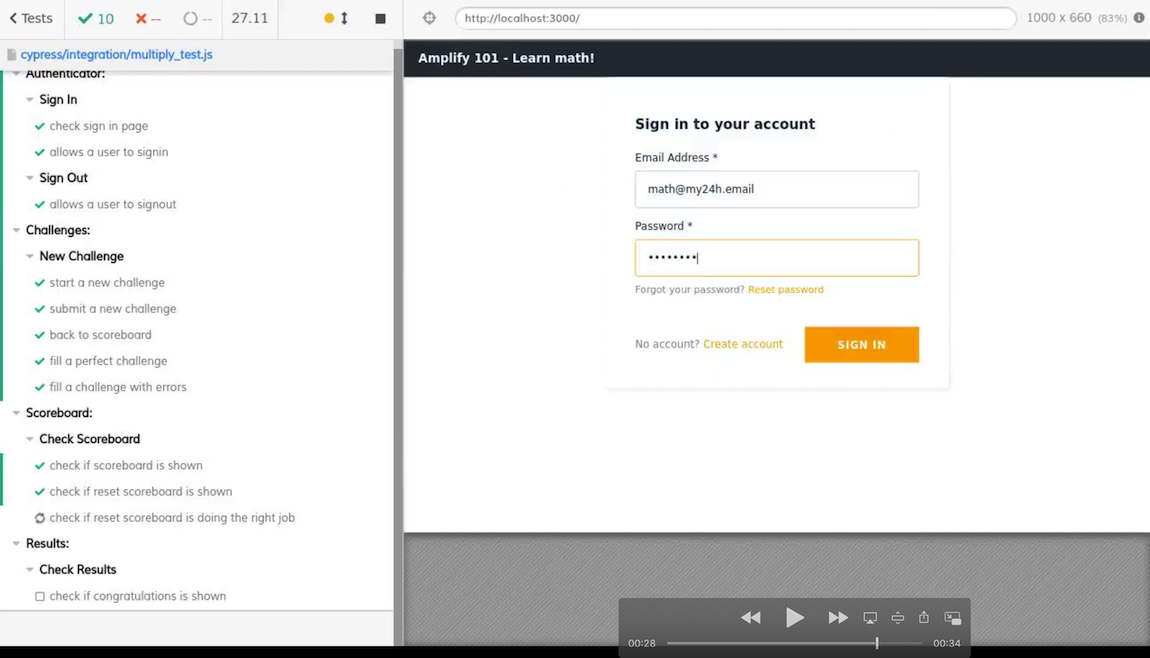 Tests
10
--
--
27.11
http://localhost:3000/
1000 x 660 (83%)
cypress/integration/multiply_test.js
Authenticator:
Sign In
check sign in page
allows a user to signin
Sign Out
allows a user to signout
Challenges:
New Challenge
start a new challenge
submit a new challenge
back to scoreboard
fill a perfect challenge
fill a challenge with errors
Scoreboard:
Check Scoreboard
check if scoreboard is shown
check if reset scoreboard is shown
check if reset scoreboard is doing the right job
Results:
Check Results
check if congratulations is shown
Amplify 101 - Learn math!
Sign in to your account
Email Address *
math@my24h.email
Password *
••••••••
Forgot your password? Reset password
No account? Create account
SIGN IN
00:28
00:34